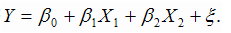 Y = β₀ + β₁X₁ + β₂X₂ + ξ.